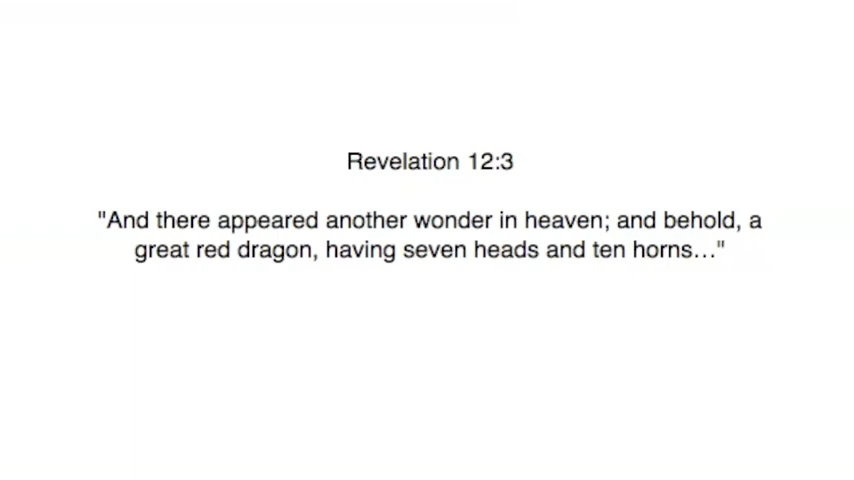 Revelation 12:3
"And there appeared another wonder in heaven; and behold, a
great red dragon, having seven heads and ten horns..."